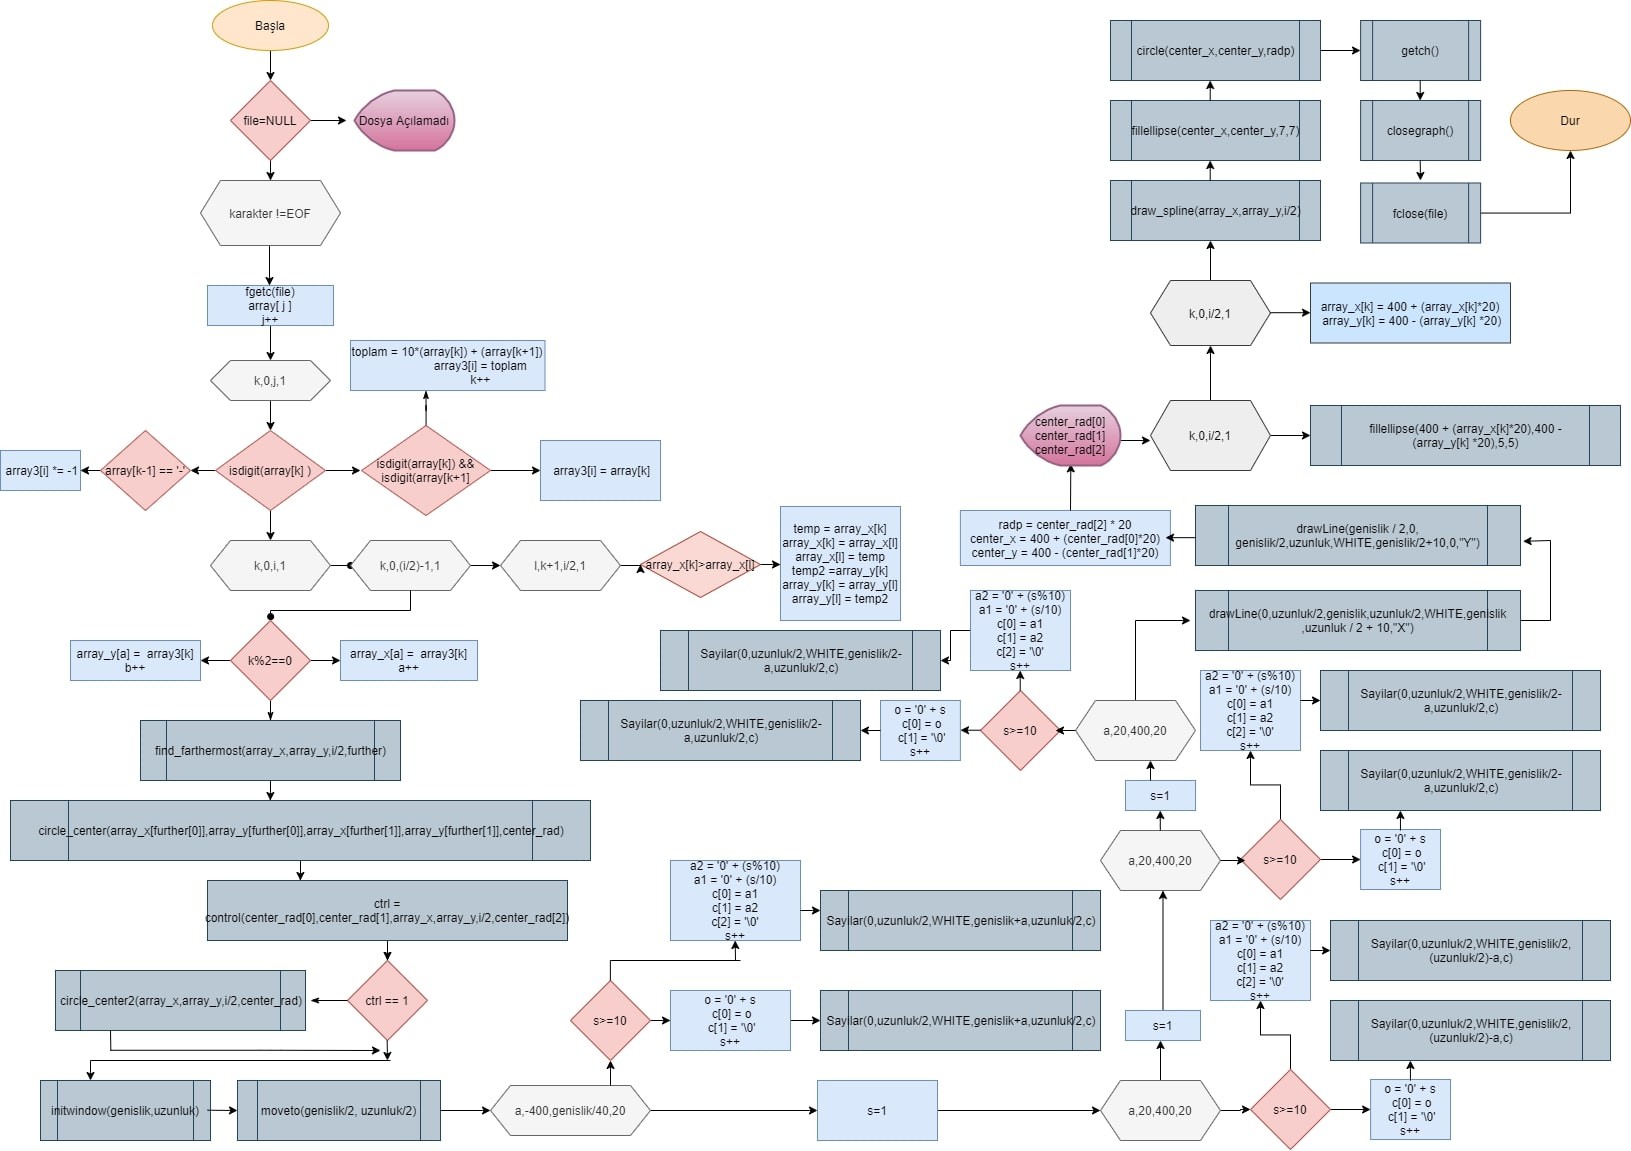 Başla
file=NULL
Dosya Açılamadı
karakter !=EOF
fgetc(file)
array[ j ]
j++
k,0,j,1
toplam = 10*(array[k]) + (array[k+1])
array3[i] = toplam
k++
array3[i] *= -1
array[k-1] == '-'
isdigit(array[k] )
isdigit(array[k]) &&
isdigit(array[k+1]
array3[i] = array[k]
k,0,i,1
k,0,(i/2)-1,1
l,k+1,i/2,1
array_x[k]>array_x[l]
temp = array_x[k]
array_x[k] = array_x[l]
array_x[l] = temp
temp2 =array_y[k]
array_y[k] = array_y[l]
array_y[l] = temp2
array_y[a] = array3[k]
b++
k%2==0
array_x[a] = array3[k]
a++
find_farthermost(array_x,array_y,i/2,further)
circle_center(array_x[further[0]],array_y[further[0]],array_x[further[1]],array_y[further[1]],center_rad)
ctrl =
control(center_rad[0],center_rad[1],array_x,array_y,i/2,center_rad[2])
circle_center2(array_x,array_y,i/2,center_rad)
ctrl == 1
initwindow(genislik,uzunluk)
moveto(genislik/2, uzunluk/2)
a,-400,genislik/40,20
s>=10
a2 = '0' + (s%10)
a1 = '0' + (s/10)
c[0] = a1
c[1] = a2
c[2] = '\0'
s++
Sayilar(0,uzunluk/2,WHITE,genislik+a,uzunluk/2,c)
o = '0' + s
c[0] = o
c[1] = '\0'
s++
Sayilar(0,uzunluk/2,WHITE,genislik+a,uzunluk/2,c)
s=1
a,20,400,20
s>=10
a2 = '0' + (s%10)
a1 = '0' + (s/10)
c[0] = a1
c[1] = a2
c[2] = '\0'
s++
Sayilar(0,uzunluk/2,WHITE,genislik/2,
(uzunluk/2)-a,c)
Sayilar(0,uzunluk/2,WHITE,genislik/2,
(uzunluk/2)-a,c)
o = '0' + s
c[0] = o
c[1] = '\0'
s++
s=1
a,20,400,20
s>=10
a2 = '0' + (s%10)
a1 = '0' + (s/10)
c[0] = a1
c[1] = a2
c[2] = '\0'
s++
Sayilar(0,uzunluk/2,WHITE,genislik/2-
a,uzunluk/2,c)
Sayilar(0,uzunluk/2,WHITE,genislik/2-
a,uzunluk/2,c)
o = '0' + s
c[0] = o
c[1] = '\0'
s++
s=1
a,20,400,20
s>=10
a2 = '0' + (s%10)
a1 = '0' + (s/10)
c[0] = a1
c[1] = a2
c[2] = '\0'
s++
Sayilar(0,uzunluk/2,WHITE,genislik/2-
a,uzunluk/2,c)
o = '0' + s
c[0] = o
c[1] = '\0'
s++
Sayilar(0,uzunluk/2,WHITE,genislik/2-
a,uzunluk/2,c)
drawLine(0,uzunluk/2,genislik,uzunluk/2,WHITE,genislik
,uzunluk / 2 + 10,"X")
drawLine(genislik / 2,0,
genislik/2,uzunluk,WHITE,genislik/2+10,0,"Y")
radp = center_rad[2] * 20
center_x = 400 + (center_rad[0]*20)
center_y = 400 - (center_rad[1]*20)
center_rad[0]
center_rad[1]
center_rad[2]
k,0,i/2,1
fillellipse(400 + (array_x[k]*20),400 -
(array_y[k] *20),5,5)
k,0,i/2,1
array_x[k] = 400 + (array_x[k]*20)
array_y[k] = 400 - (array_y[k] *20)
draw_spline(array_x,array_y,i/2)
fillellipse(center_x,center_y,7,7)
circle(center_x,center_y,radp)
getch()
closegraph()
fclose(file)
Dur